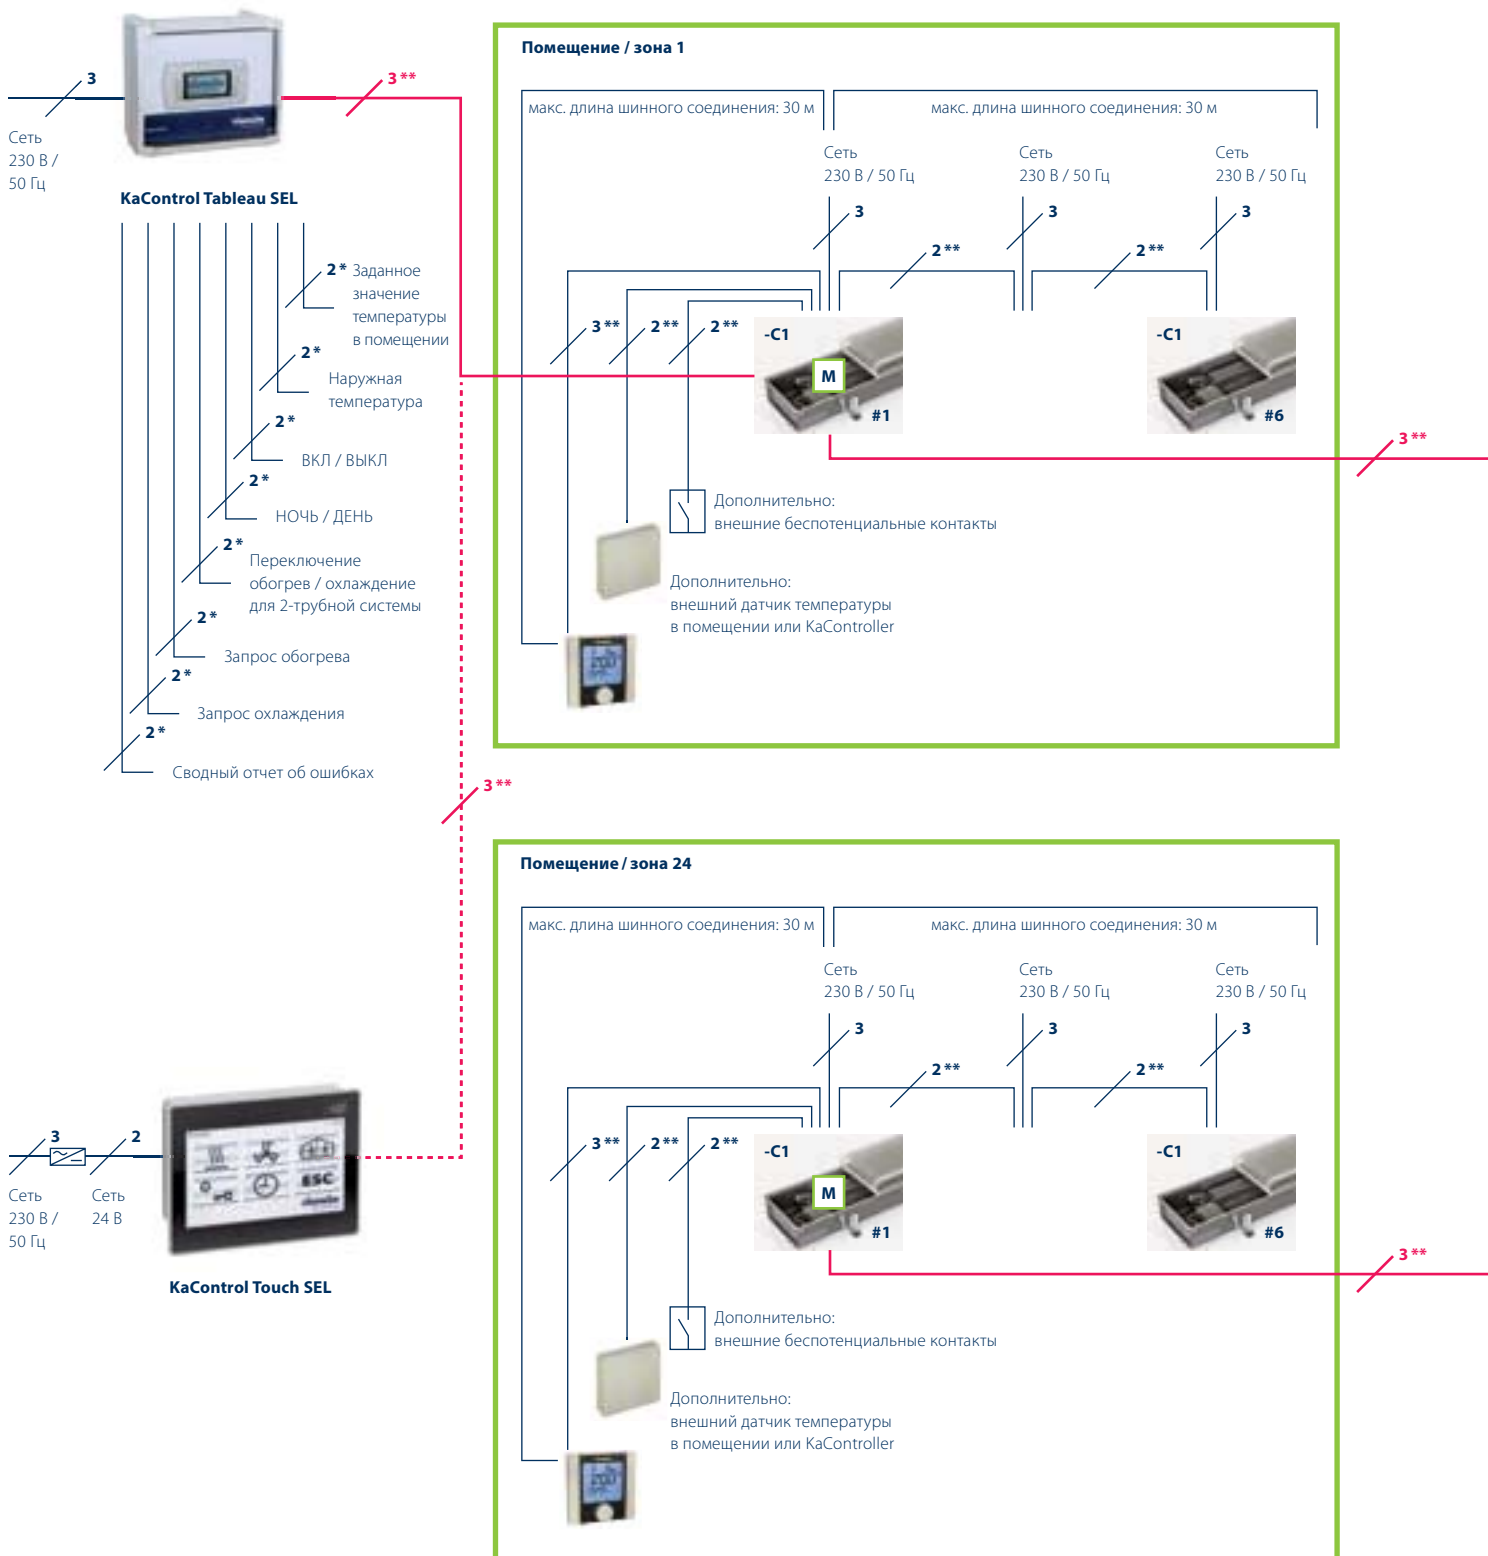 3
3**
Сеть
230 В /
50 Гц
KaControl Tableau SEL
2* Заданное
значение
температуры
в помещении
2*
Наружная
температура
2*
ВКЛ / ВЫКЛ
2*
НОЧЬ / ДЕНЬ
2*
Переключение
обогрев / охлаждение
для 2-трубной системы
2*
Запрос обогрева
2*
Запрос охлаждения
2*
Сводный отчет об ошибках
3**
Помещение / зона 1
макс. длина шинного соединения: 30 м
макс. длина шинного соединения: 30 м
Сеть
230 В / 50 Гц
Сеть
230 В / 50 Гц
Сеть
230 В / 50 Гц
3
3
3
2**
2**
3**
2**
2**
-C1
M
#1
-C1
#6
3**
Дополнительно:
внешние беспотенциальные контакты
Дополнительно:
внешний датчик температуры
в помещении или KaController
3
2
Сеть
230 В /
50 Гц
Сеть
24 В
ESC
KaControl Touch SEL
Помещение / зона 24
макс. длина шинного соединения: 30 м
макс. длина шинного соединения: 30 м
Сеть
230 В / 50 Гц
Сеть
230 В / 50 Гц
Сеть
230 В / 50 Гц
3
3
3
2**
2**
3**
2**
2**
-C1
M
#1
-C1
#6
3**
Дополнительно:
внешние беспотенциальные контакты
Дополнительно:
внешний датчик температуры
в помещении или KaController